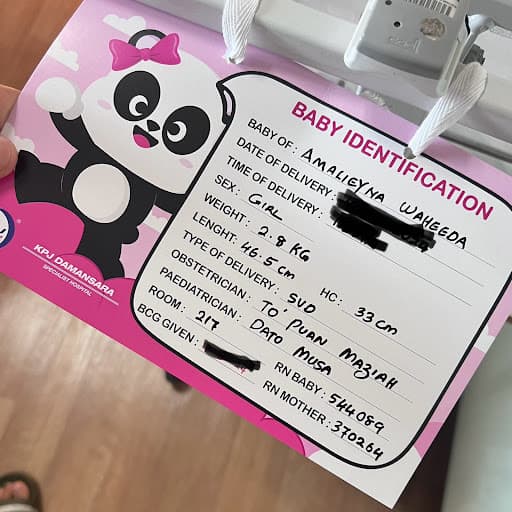 BABY IDENTIFICATION
BABY OF: AMALIEYNA WAHEEDA
DATE OF DELIVERY:
TIME OF DELIVERY:
SEX: GIRL
WEIGHT: 2.8 KG
LENGHT: 46.5 cm HC: 33 cm
TYPE OF DELIVERY: SVD
OBSTETRICIAN: TO' PUAN MAZIAH
PAEDIATRICIAN: DATO MUSA
ROOM: 217 RN BABY: 544089
BCG GIVEN: RN MOTHER: 370264
KPJ DAMANSARA
SPECIALIST HOSPITAL